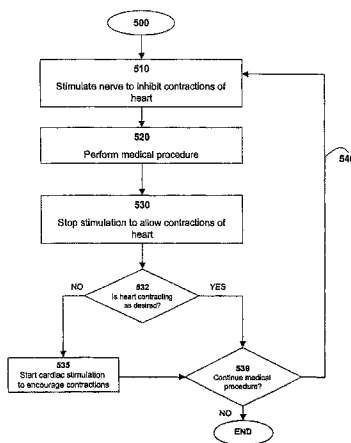 500
510
Stimulate nerve to inhibit contractions of
heart
520
Perform medical procedure
540
530
Stop stimulation to allow contractions of
heart
532
Is heart contracting
as desired?
NO
YES
535
Start cardiac stimulation
to encourage contractions
539
Continue medical
procedure?
NO
END